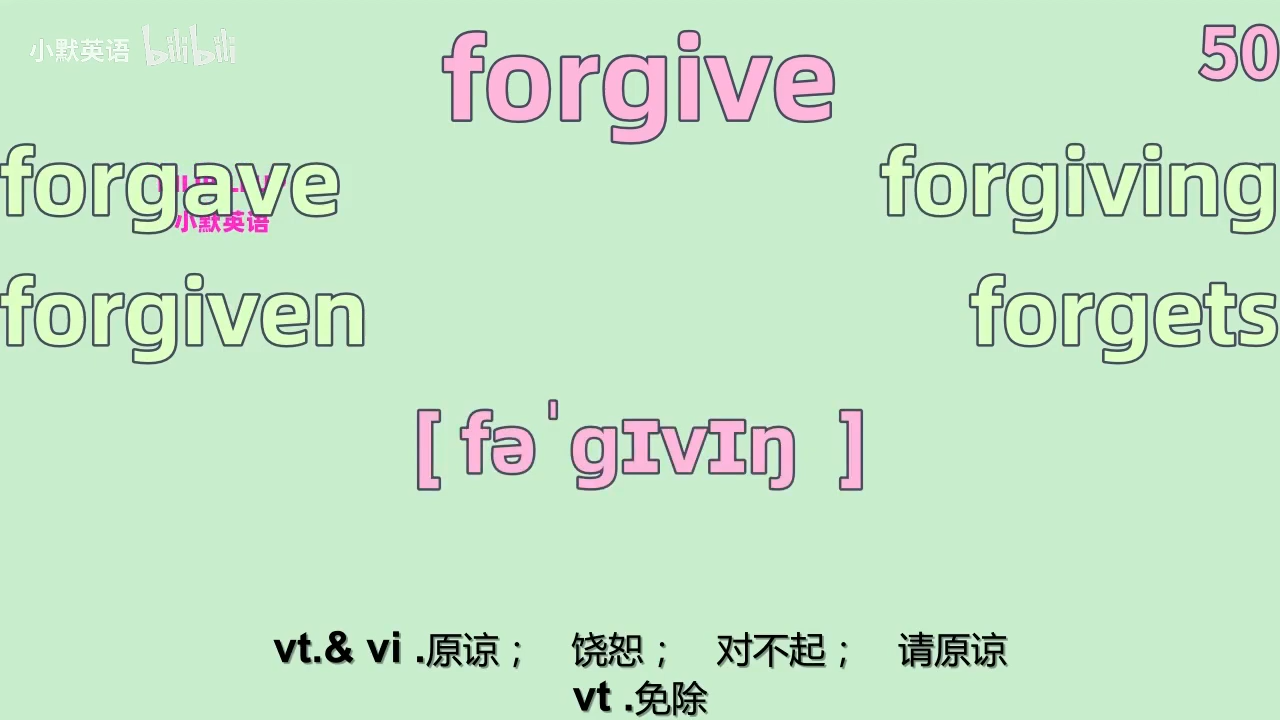 小默英语 bilibili
forgive
50
forgave
forgiving
小默英语
forgiven
forgets
[ fəˈgɪvɪŋ ]
vt.& vi .原谅； 饶恕； 对不起； 请原谅
vt .免除